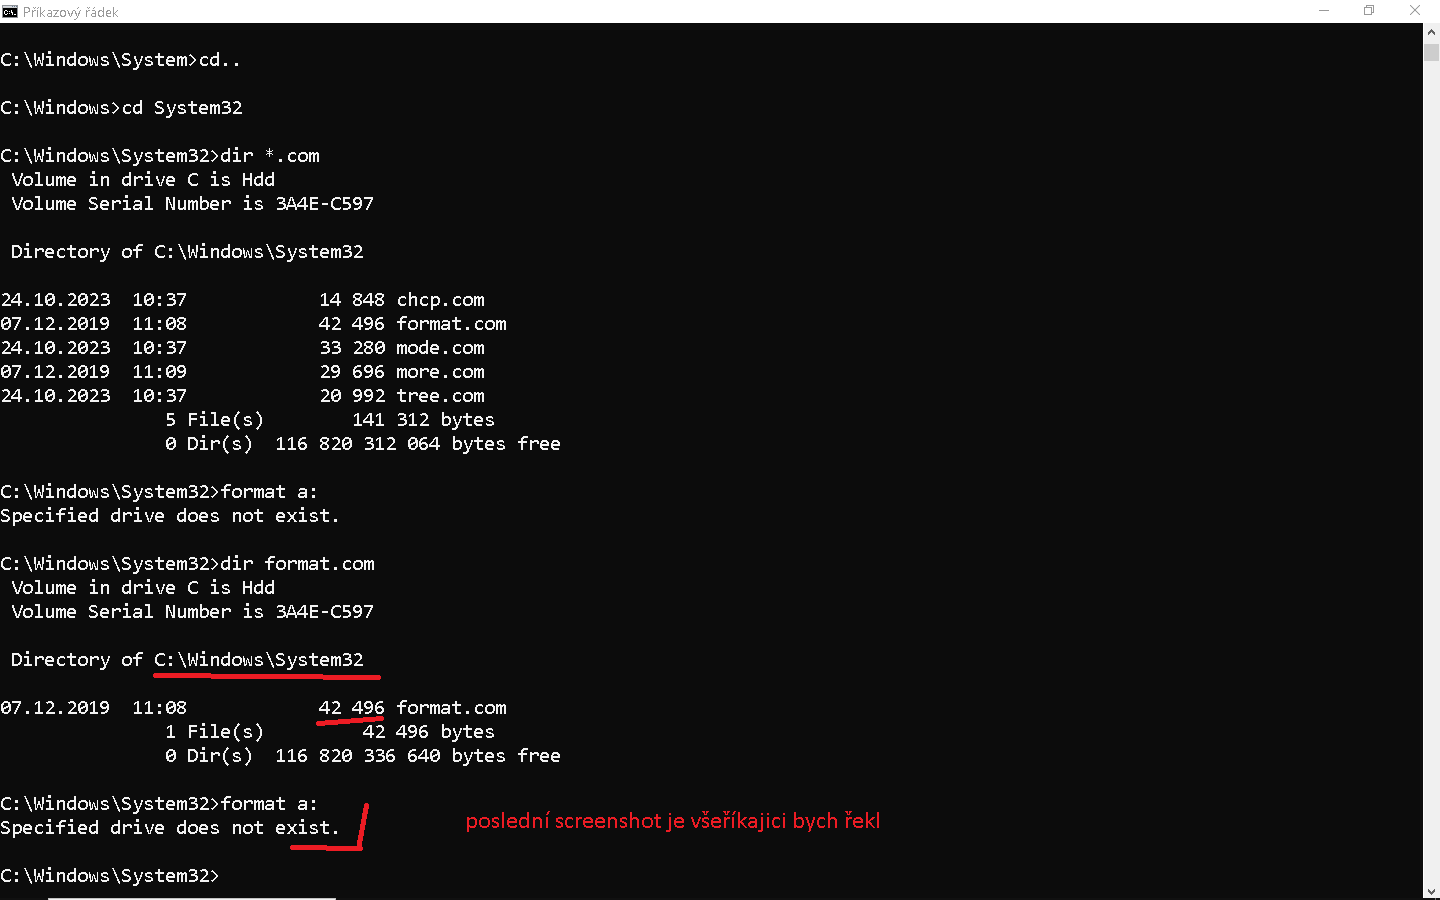 Příkazový řádek
C:\Windows\System>cd..
C:\Windows>cd System32
C:\Windows\System32>dir *.com
Volume in drive C is Hdd
Volume Serial Number is 3A4E-C597
Directory of C:\Windows\System32
24.10.2023  10:37            14 848 chcp.com
07.12.2019  11:08            42 496 format.com
24.10.2023  10:37            33 280 mode.com
07.12.2019  11:09            29 696 more.com
24.10.2023  10:37            20 992 tree.com
5 File(s)        141 312 bytes
0 Dir(s)  116 820 312 064 bytes free
C:\Windows\System32>format a:
Specified drive does not exist.
C:\Windows\System32>dir format.com
Volume in drive C is Hdd
Volume Serial Number is 3A4E-C597
Directory of C:\Windows\System32
07.12.2019  11:08            42 496 format.com
1 File(s)         42 496 bytes
0 Dir(s)  116 820 336 640 bytes free
C:\Windows\System32>format a:
Specified drive does not exist.
poslední screenshot je všeříkajici bych řekl
C:\Windows\System32>